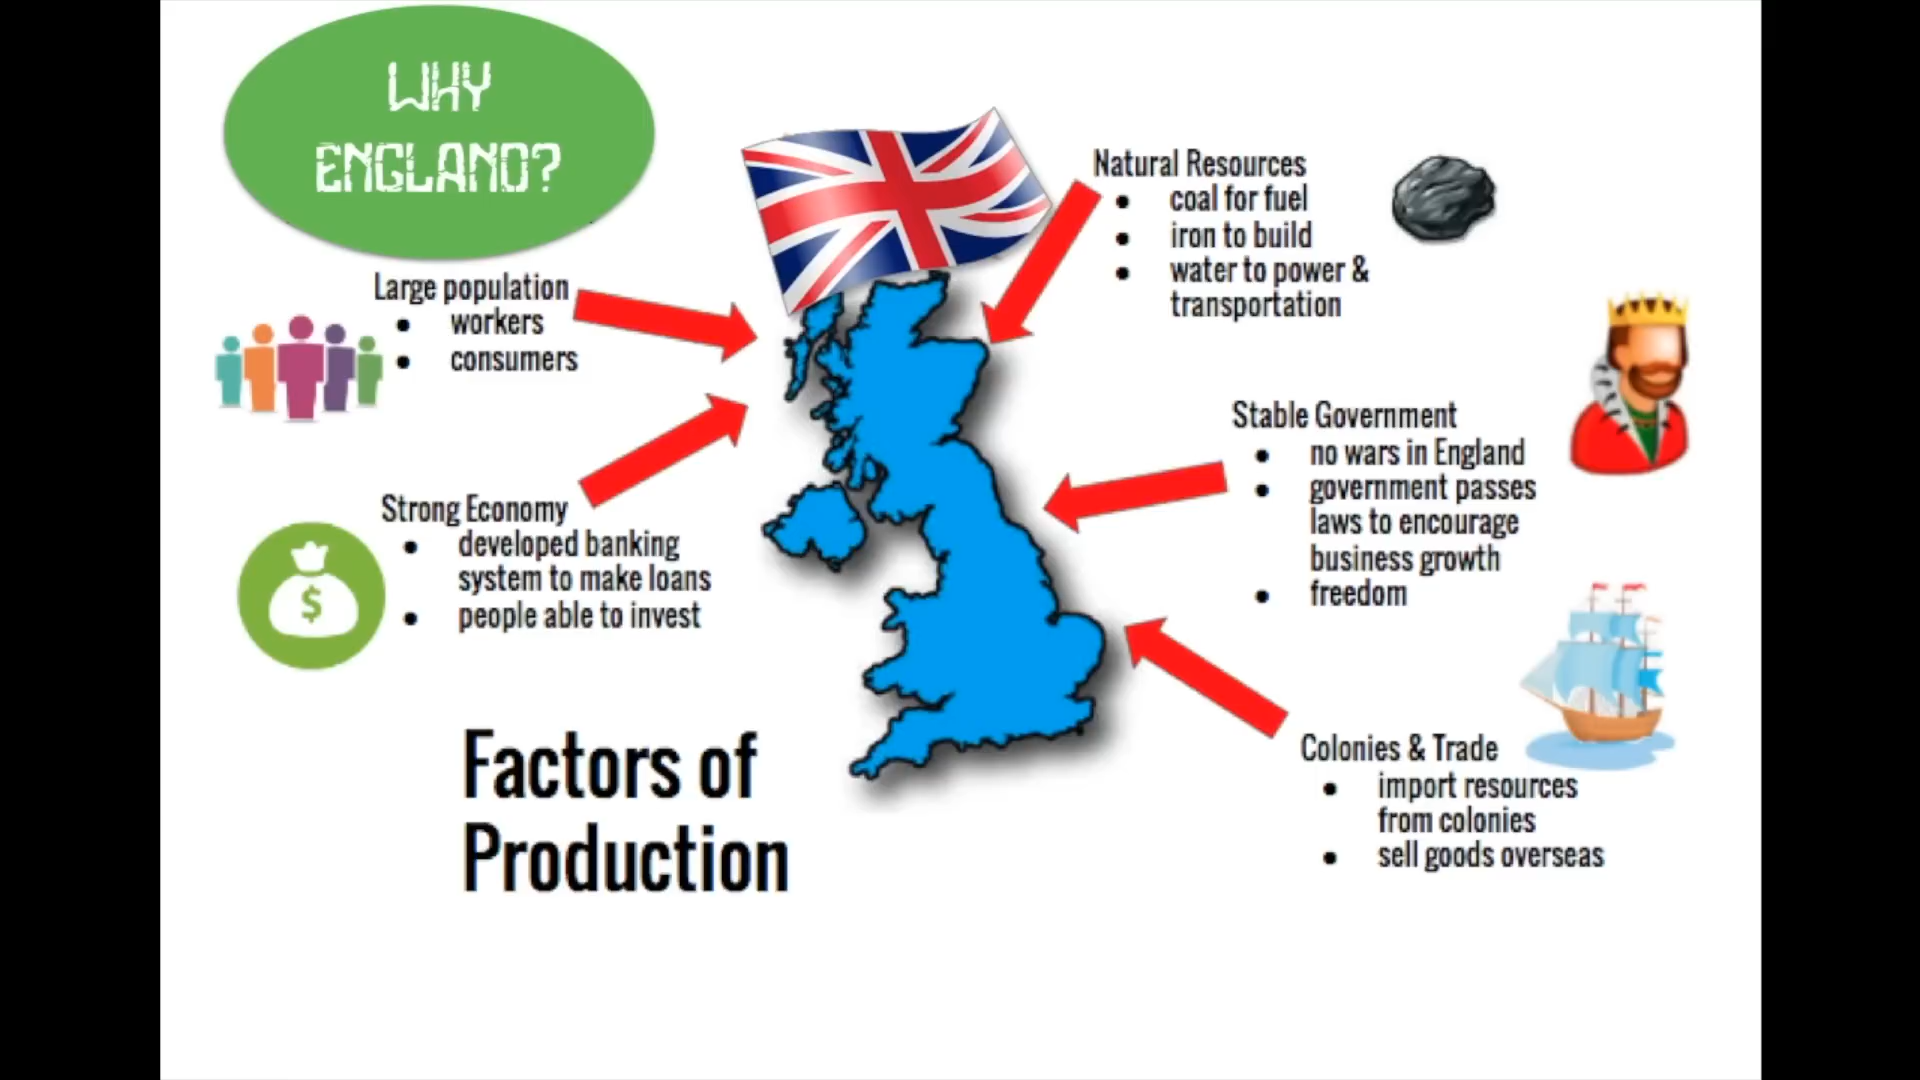 WHY
ENGLAND?
Large population
• workers
• consumers
Strong Economy
• developed banking
system to make loans
• people able to invest
Factors of
Production
Natural Resources
• coal for fuel
• iron to build
• water to power &
transportation
Stable Government
• no wars in England
• government passes
laws to encourage
business growth
• freedom
Colonies & Trade
• import resources
from colonies
• sell goods overseas
$